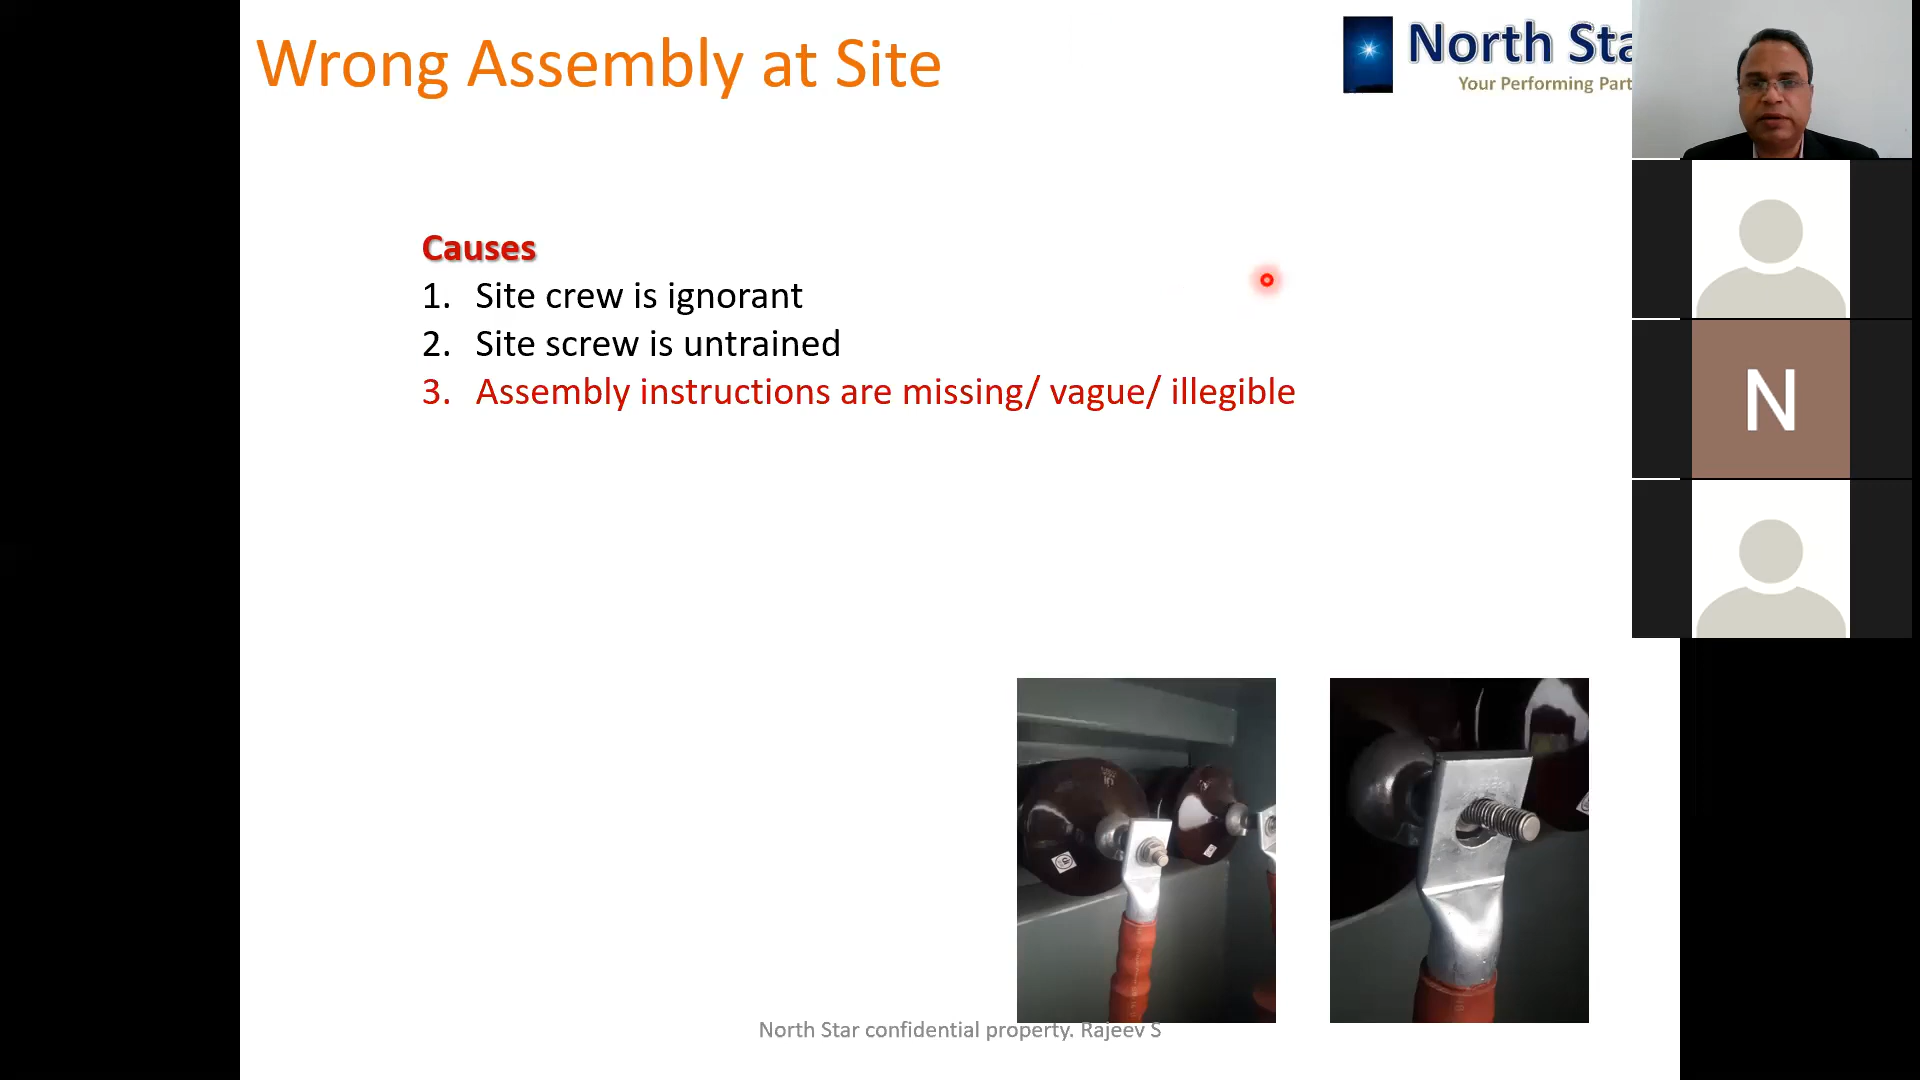 Wrong Assembly at Site
North Sta
Your Performing Part
Causes
1. Site crew is ignorant
2. Site screw is untrained
3. Assembly instructions are missing/ vague/ illegible
N
North Star confidential property. Rajeev S